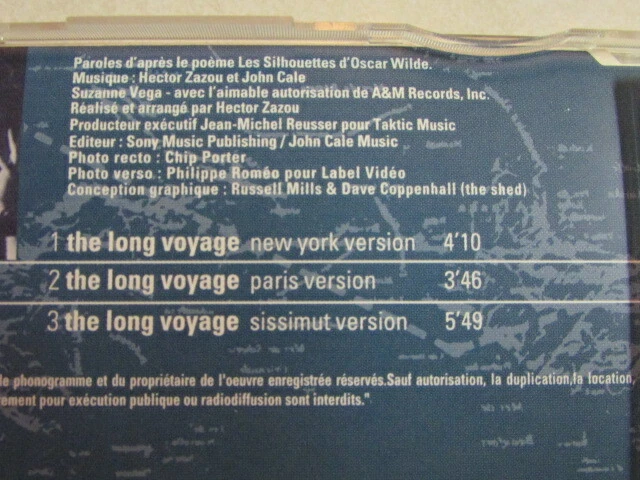 Paroles d'après le poème Les Silhouettes d'Oscar Wilde.
Musique : Hector Zazou et John Cale
Suzanne Vega - avec l'aimable autorisation de A&M Records, Inc.
Réalisé et arrangé par Hector Zazou
Producteur exécutif Jean-Michel Reusser pour Taktic Music
Editeur : Sony Music Publishing / John Cale Music
Photo recto : Chip Porter
Photo verso : Philippe Roméo pour Label Vidéo
Conception graphique : Russell Mills & Dave Coppenhall (the shed)
1 the long voyage new york version 4'10
2 the long voyage paris version 3'46
3 the long voyage sissimut version 5'49
le phonogramme et du propriétaire de l'oeuvre enregistrée réservés.Sauf autorisation, la duplication,la location,
ement pour exécution publique ou radiodiffusion sont interdits."